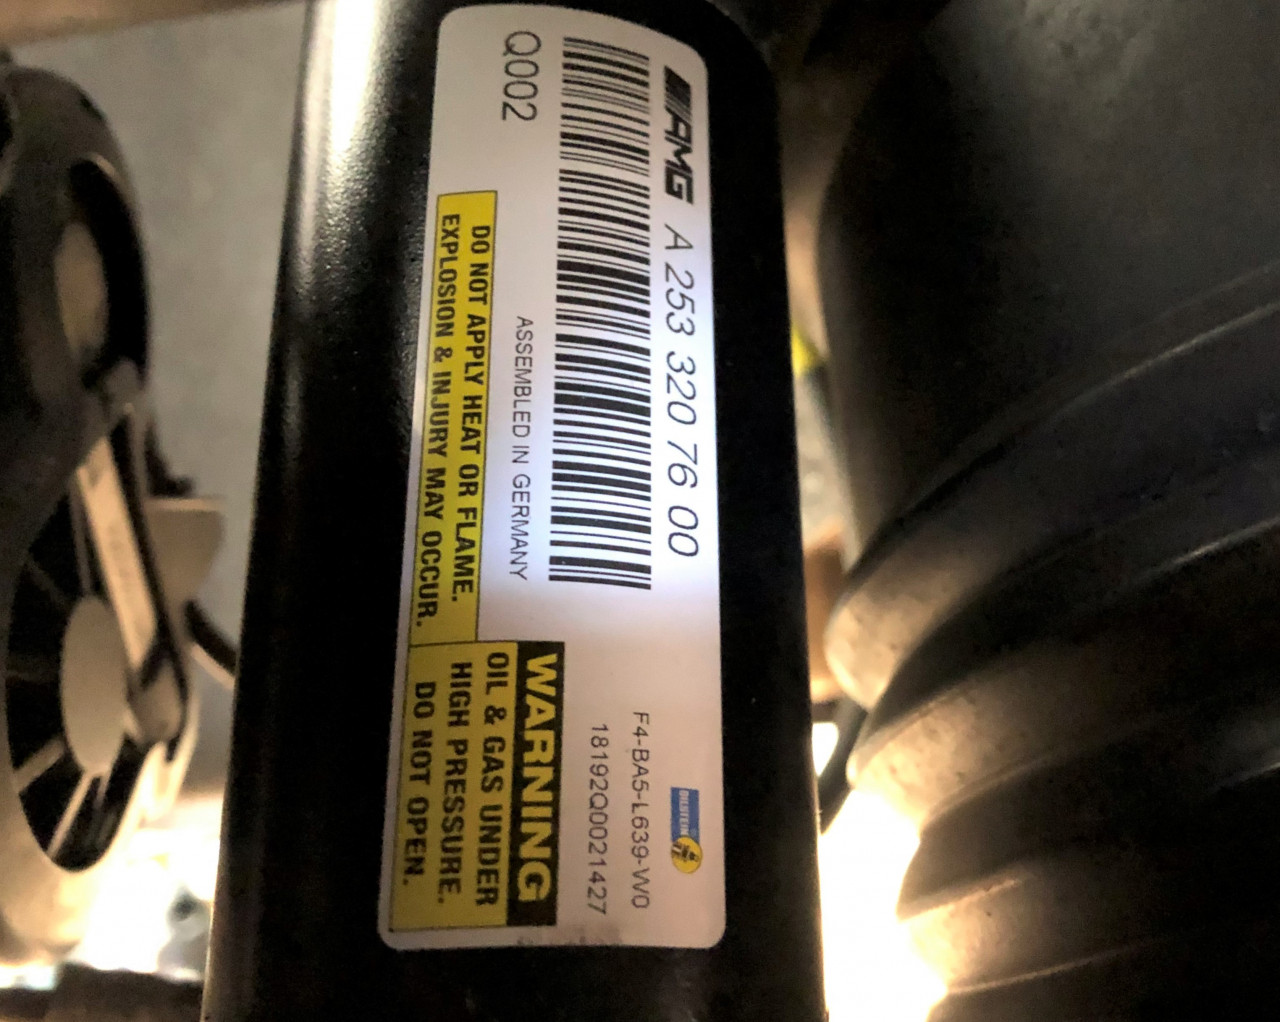 AMG A 253 320 76 00
Q002
ASSEMBLED IN GERMANY
DO NOT APPLY HEAT OR FLAME.
EXPLOSION & INJURY MAY OCCUR.
BILSTEIN
F4-BA5-L639-W0
18192Q0021427
WARNING
OIL & GAS UNDER
HIGH PRESSURE.
DO NOT OPEN.